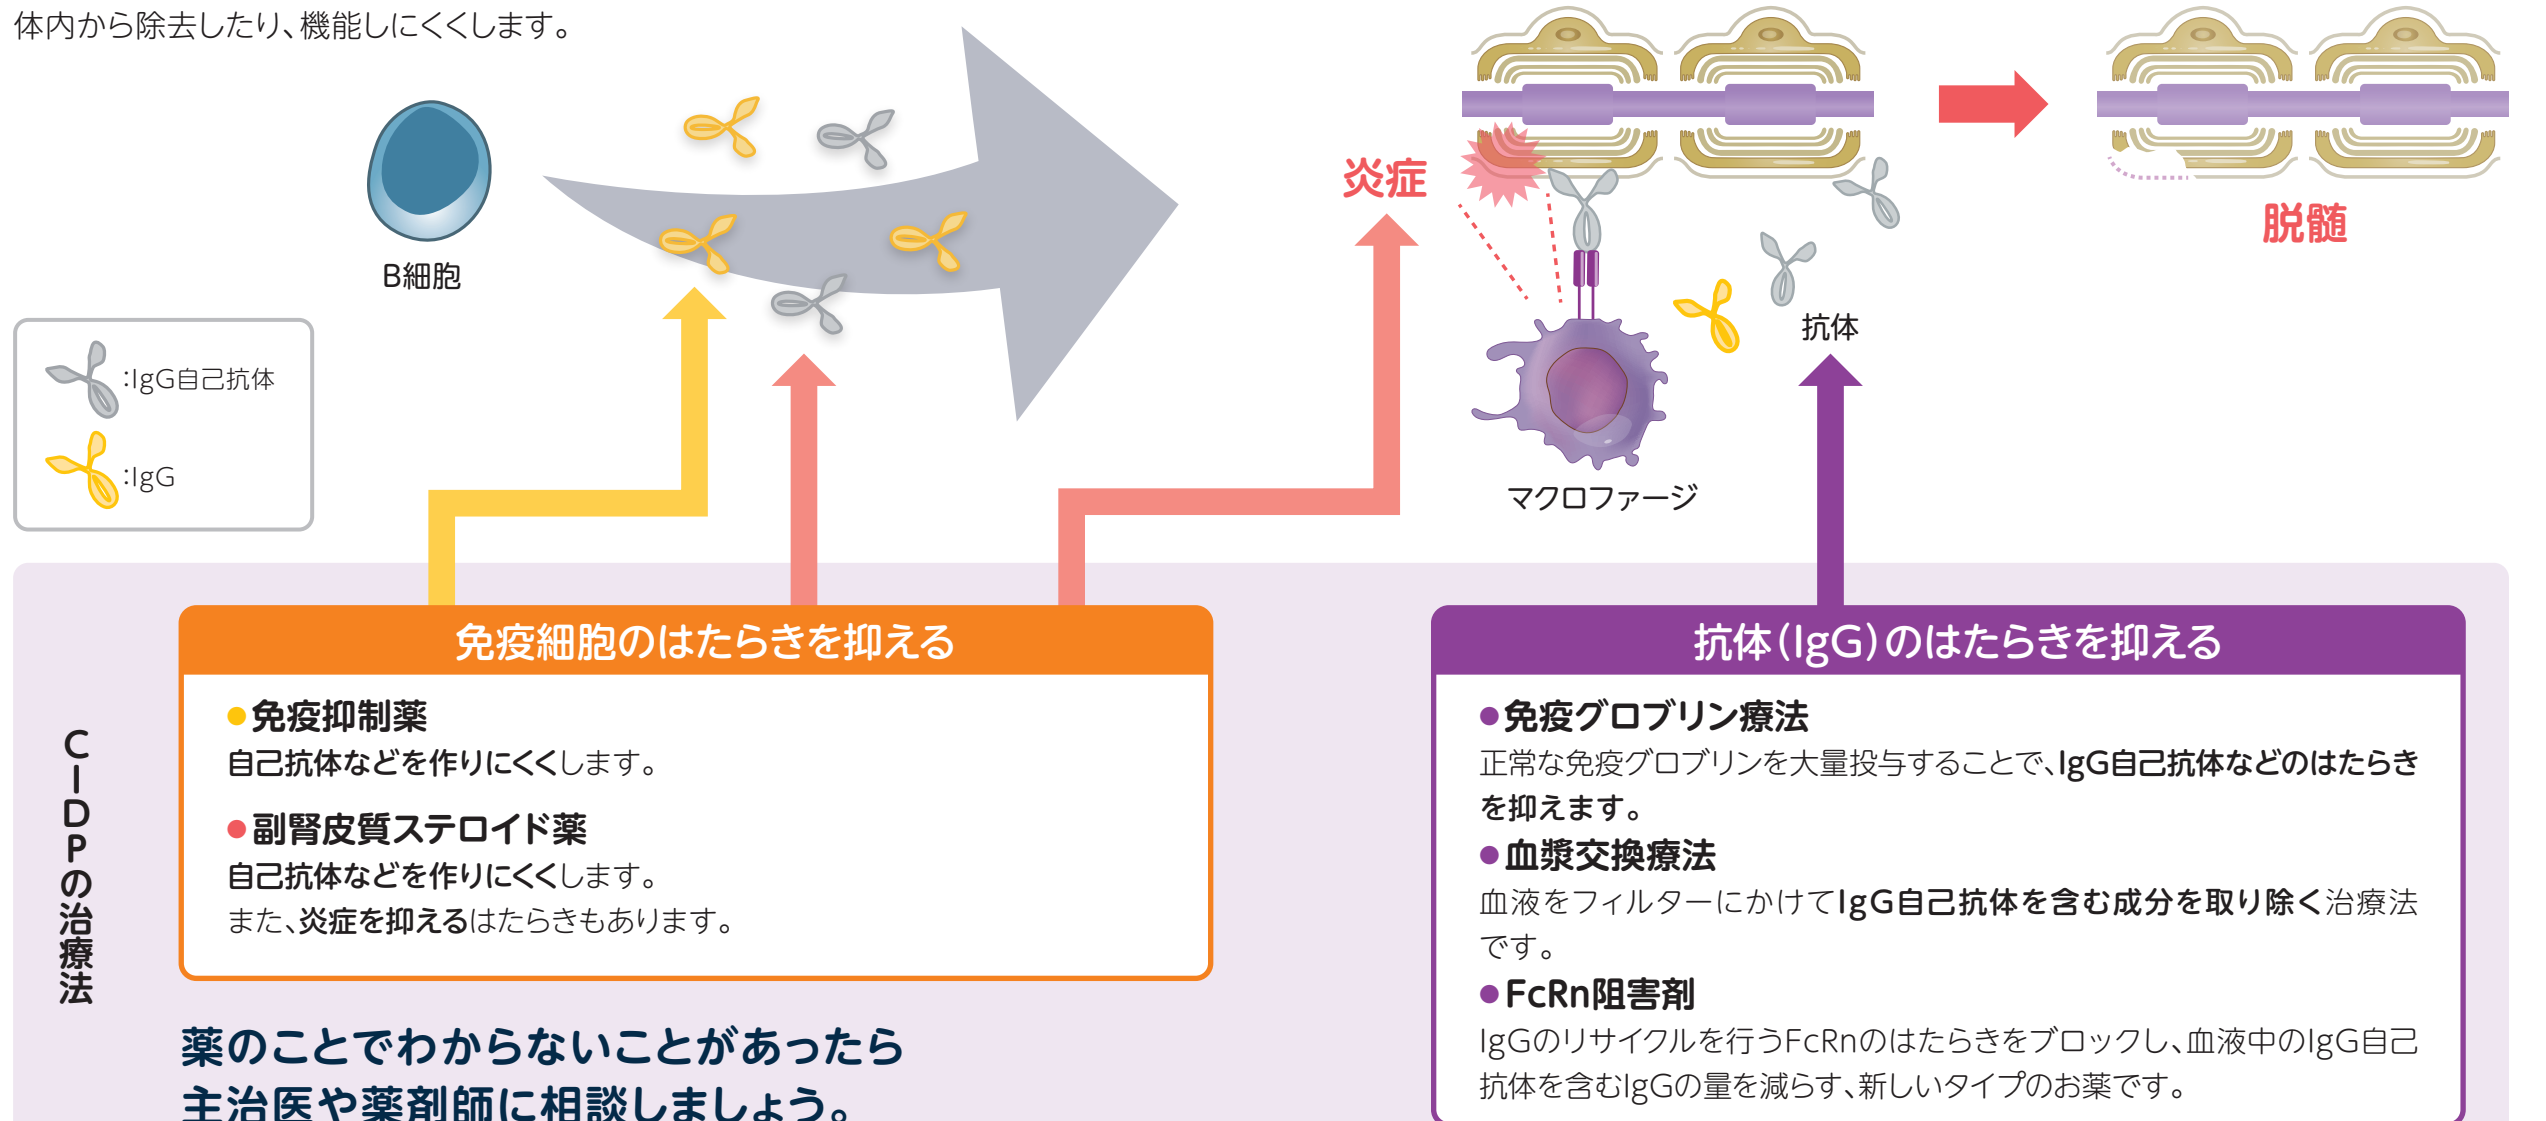 体内から除去したり、機能しにくくします。
B細胞
:IgG自己抗体
:IgG
炎症
マクロファージ
抗体
脱髄
CIDPの治療法
免疫細胞のはたらきを抑える
●免疫抑制薬
自己抗体などを作りにくくします。
●副腎皮質ステロイド薬
自己抗体などを作りにくくします。
また、炎症を抑えるはたらきもあります。
薬のことでわからないことがあったら
主治医や薬剤師に相談しましょう。
抗体(IgG)のはたらきを抑える
●免疫グロブリン療法
正常な免疫グロブリンを大量投与することで、IgG自己抗体などのはたらき
を抑えます。
●血漿交換療法
血液をフィルターにかけてIgG自己抗体を含む成分を取り除く治療法
です。
●FcRn阻害剤
IgGのリサイクルを行うFcRnのはたらきをブロックし、血液中のIgG自己
抗体を含むIgGの量を減らす、新しいタイプのお薬です。